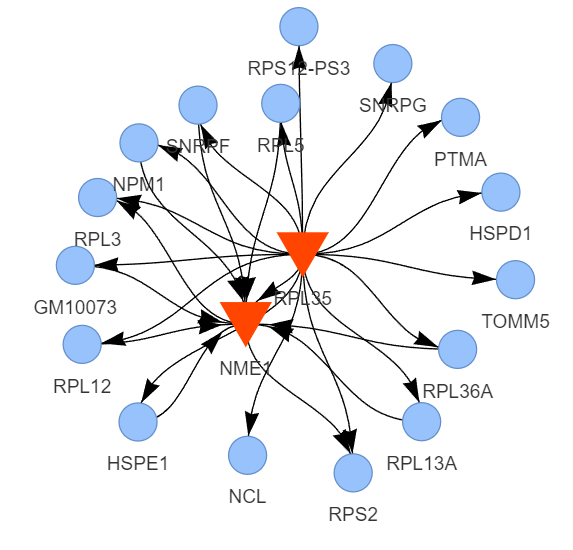 RPS12-PS3
SNRPG
SNRPF
RPL5
PTMA
NPM1
HSPD1
RPL3
RPL35
GM10073
TOMM5
NME1
RPL12
RPL36A
HSPE1
RPL13A
NCL
RPS2